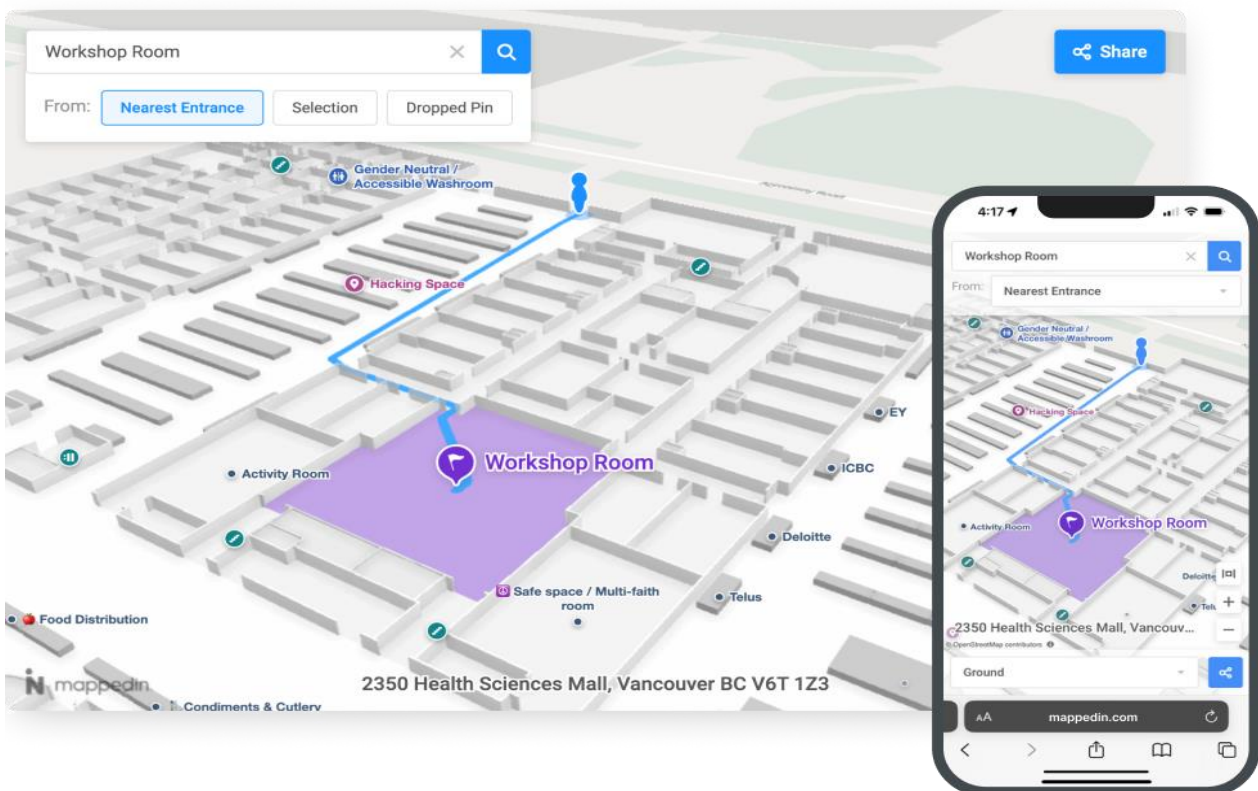 Workshop Room
Share
From:
Nearest Entrance
Selection
Dropped Pin
Gender Neutral /
Accessible Washroom
Hacking Space
EY
Workshop Room
ICBC
Activity Room
Deloitte
Safe space / Multi-faith
room
Telus
Food Distribution
mappedin
2350 Health Sciences Mall, Vancouver BC V6T 1Z3
Condiments & Cutlery
4:17
Workshop Room
From:
Nearest Entrance
Gender Neutral /
Accessible Washroom
Hacking Space
Workshop Room
Activity Room
Deloitte
2350 Health Sciences Mall, Vancouv...
© OpenStreetMap contributors
Ground
AA
mappedin.com